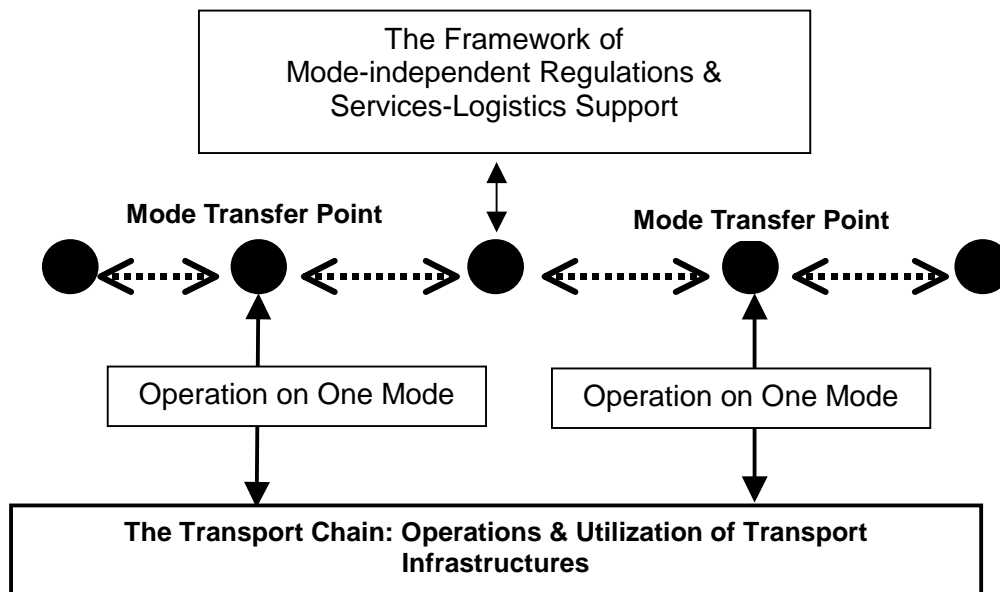 The Framework of
Mode-independent Regulations &
Services-Logistics Support
Mode Transfer Point
Mode Transfer Point
Operation on One Mode
Operation on One Mode
The Transport Chain: Operations & Utilization of Transport
Infrastructures